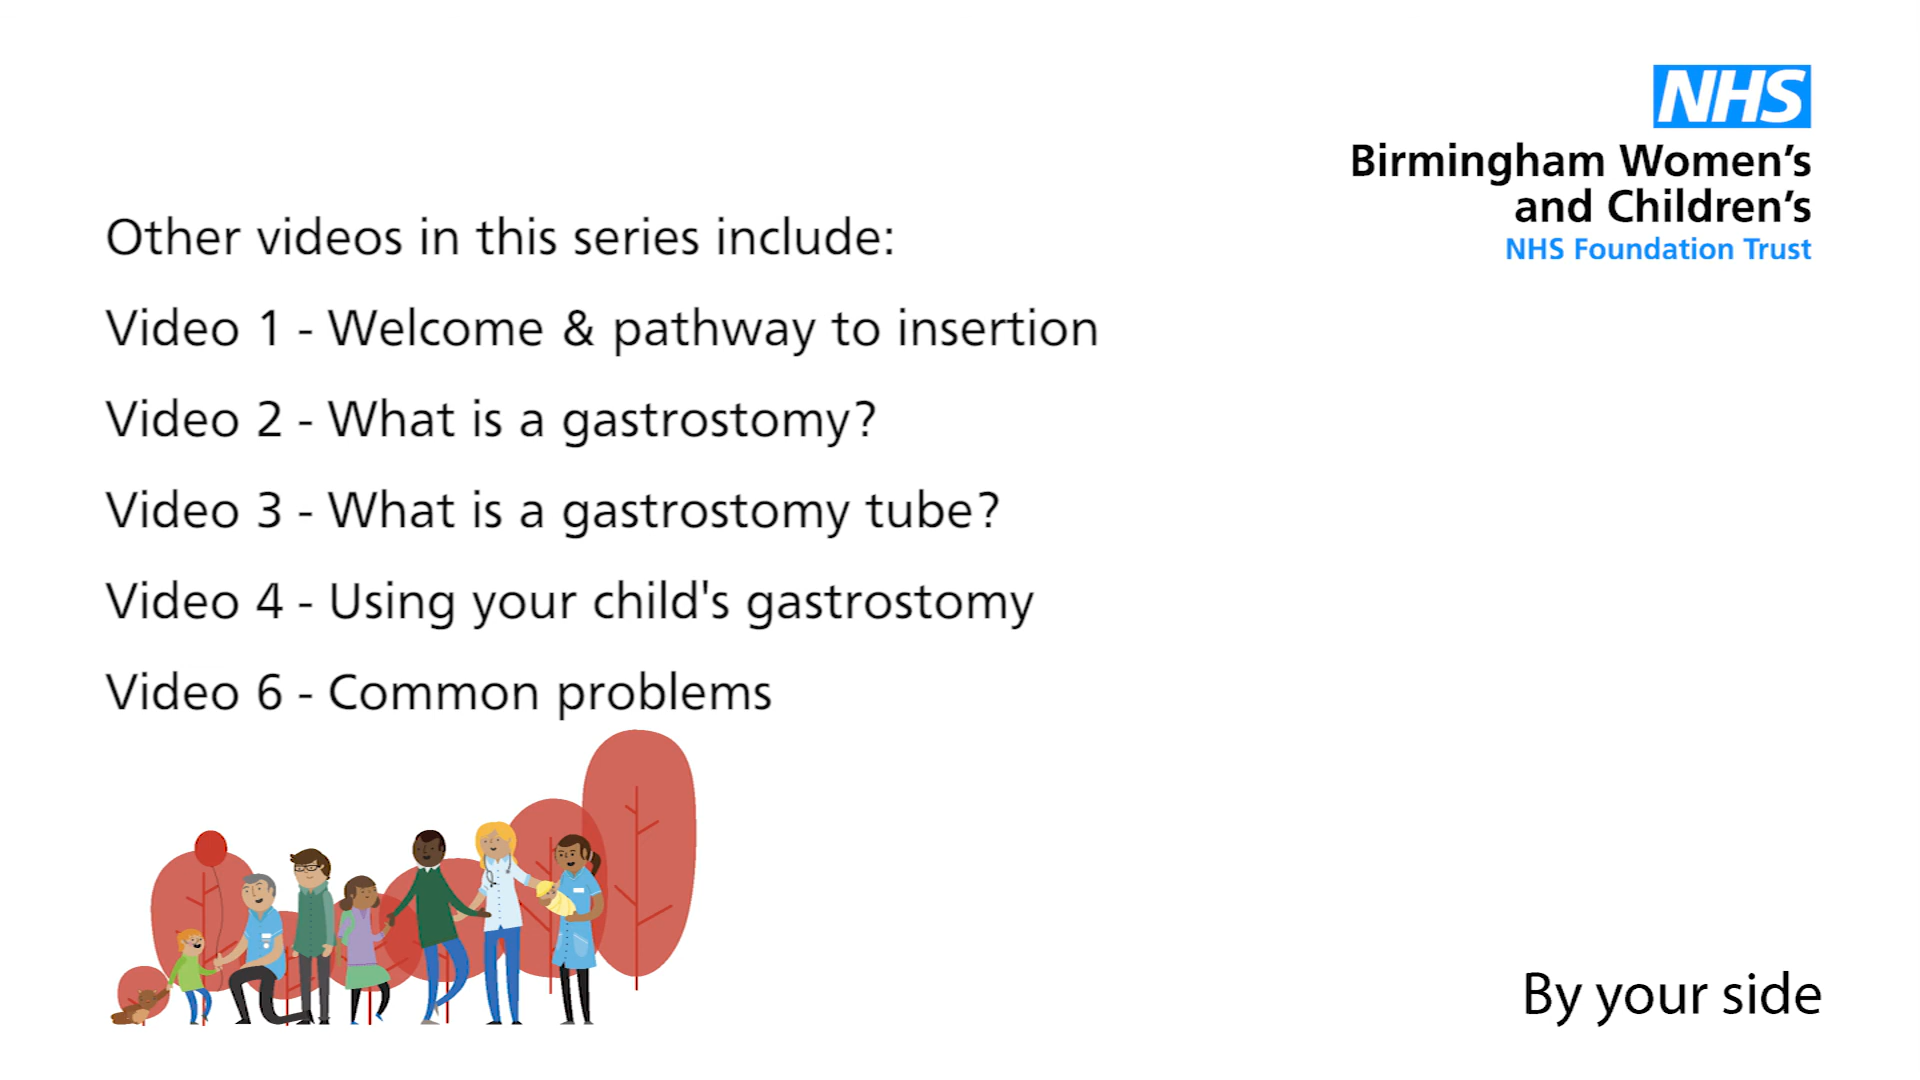 NHS
Birmingham Women’s
and Children’s
NHS Foundation Trust
Other videos in this series include:
Video 1 - Welcome & pathway to insertion
Video 2 - What is a gastrostomy?
Video 3 - What is a gastrostomy tube?
Video 4 - Using your child's gastrostomy
Video 6 - Common problems
By your side